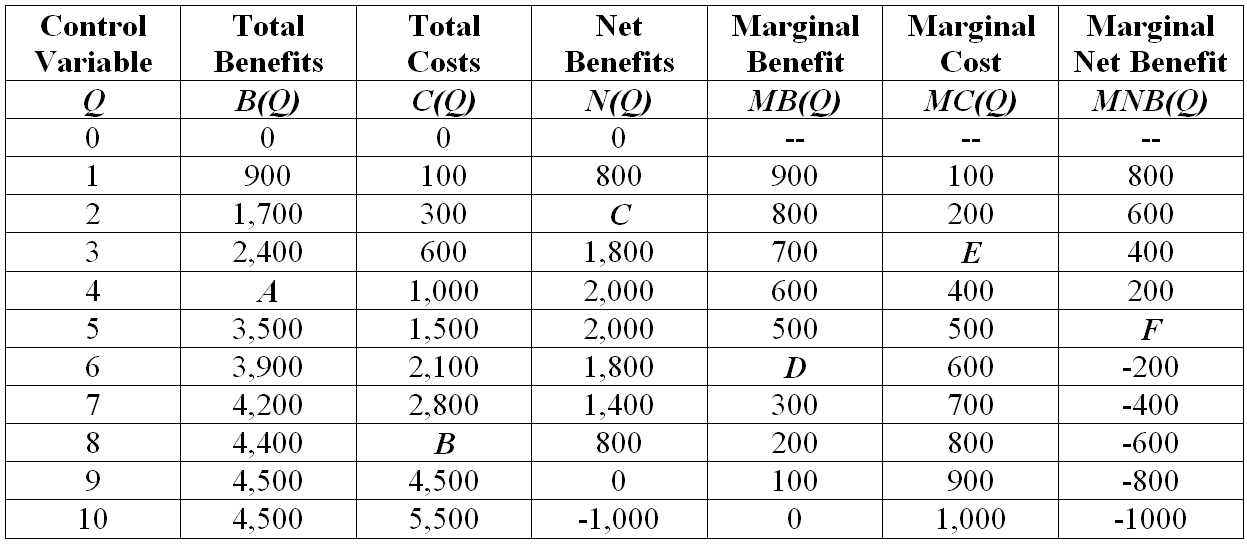 Control Variable Total Benefits Total Costs Net Benefits Marginal Benefit Marginal Cost Marginal Net Benefit
Q B(Q) C(Q) N(Q) MB(Q) MC(Q) MNB(Q)
0 0 0 0 -- -- --
1 900 100 800 900 100 800
2 1,700 300 C 800 200 600
3 2,400 600 1,800 700 E 400
4 A 1,000 2,000 600 400 200
5 3,500 1,500 2,000 500 500 F
6 3,900 2,100 1,800 D 600 -200
7 4,200 2,800 1,400 300 700 -400
8 4,400 B 800 200 800 -600
9 4,500 4,500 0 100 900 -800
10 4,500 5,500 -1,000 0 1,000 -1000